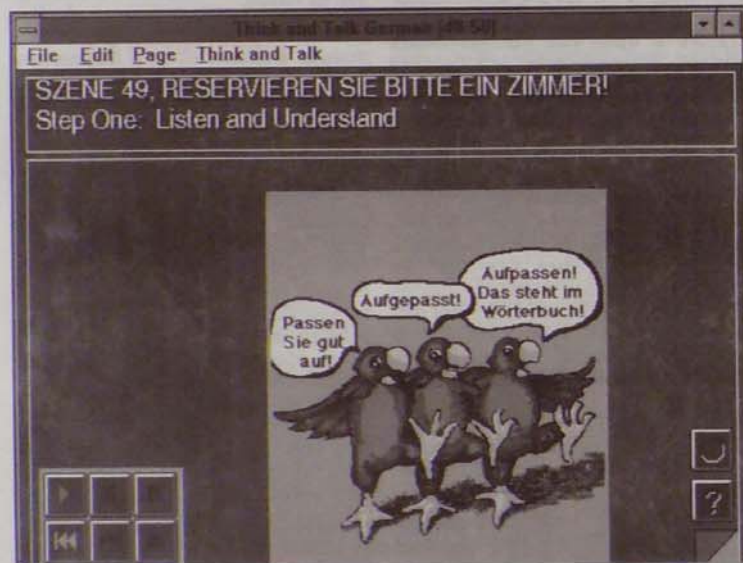 Think and Talk German [49-50]
File Edit Page Think and Talk
SZENE 49, RESERVIEREN SIE BITTE EIN ZIMMER!
Step One: Listen and Understand
Passen
Sie gut
auf!
Aufgepasst!
Aufpassen!
Das steht im
Wörterbuch!
?